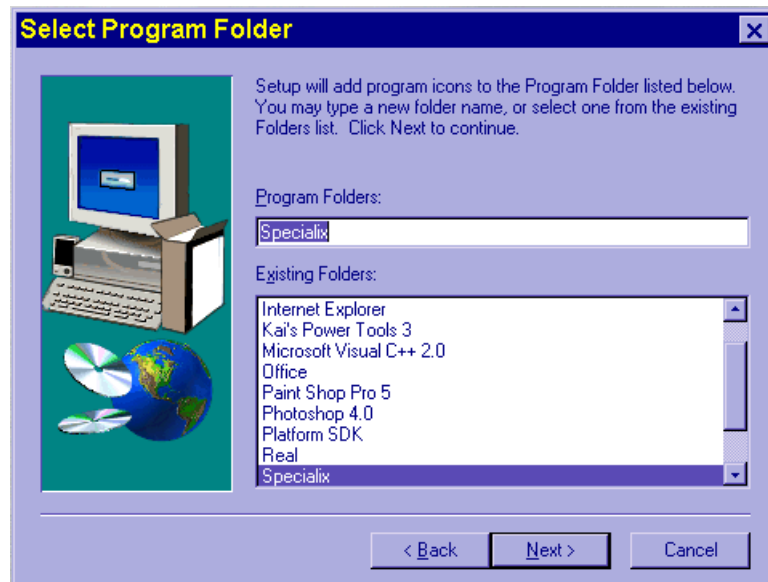 Select Program Folder
Setup will add program icons to the Program Folder listed below.
You may type a new folder name, or select one from the existing
Folders list. Click Next to continue.
Program Folders:
Specialix
Existing Folders:
Internet Explorer
Kai's Power Tools 3
Microsoft Visual C++ 2.0
Office
Paint Shop Pro 5
Photoshop 4.0
Platform SDK
Real
Specialix
< Back Next > Cancel